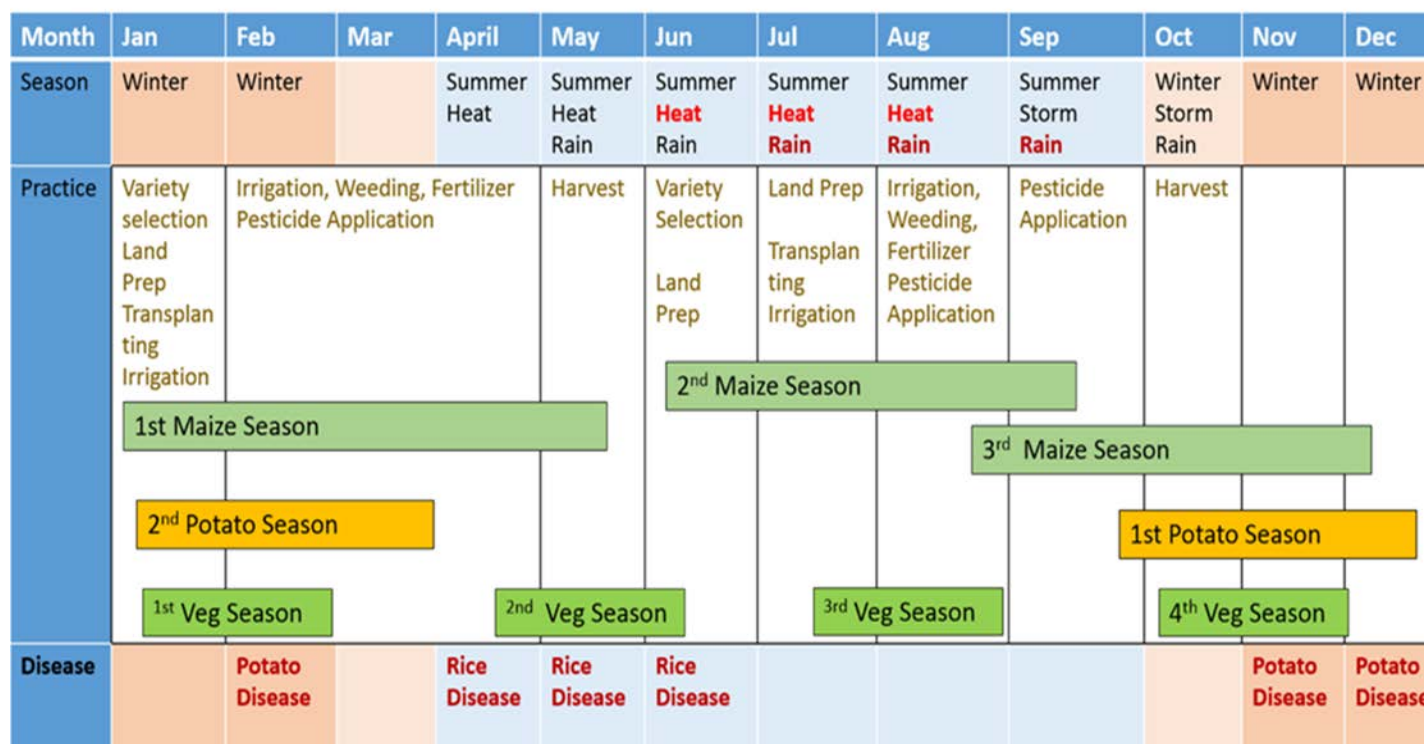 Month Jan Feb Mar April May Jun Jul Aug Sep Oct Nov Dec
Season Winter Winter Summer Summer Summer Summer Summer Summer Winter Winter Winter
Heat Heat Heat Heat Heat Storm Storm
Rain Rain Rain Rain Rain Rain
Practice Variety Irrigation, Weeding, Fertilizer Harvest Variety Land Prep Irrigation, Pesticide Harvest
selection Pesticide Application Selection Weeding, Application
Land Transplan Fertilizer
Prep Land ting Pesticide
Transplan Prep Irrigation Application
ting
Irrigation
2nd Maize Season
1st Maize Season
3rd Maize Season
2nd Potato Season
1st Potato Season
1st Veg Season 2nd Veg Season 3rd Veg Season 4th Veg Season
Disease Potato Rice Rice Rice Potato Potato
Disease Disease Disease Disease Disease Disease